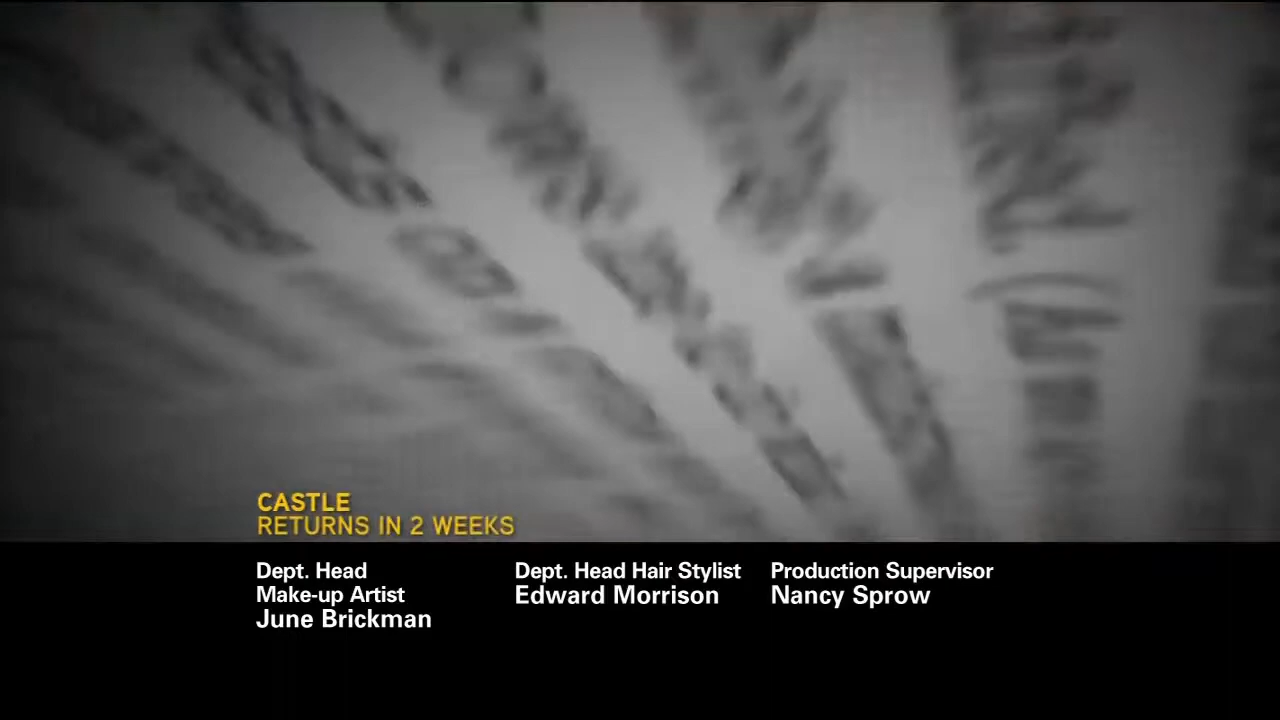 CASTLE
RETURNS IN 2 WEEKS
Dept. Head
Make-up Artist
June Brickman
Dept. Head Hair Stylist
Edward Morrison
Production Supervisor
Nancy Sprow